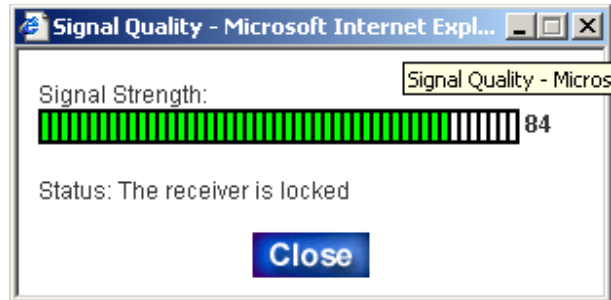 Signal Quality - Microsoft Internet Expl...
Signal Quality - Micros
Signal Strength:
84
Status: The receiver is locked
Close